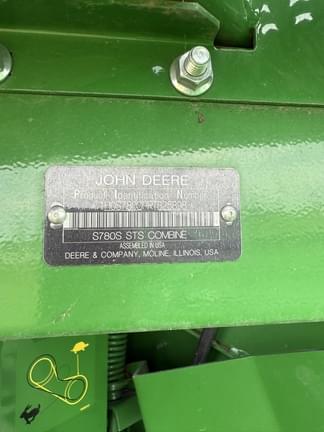 JOHN DEERE
Product Identification Number
S780S STS COMBINE
ASSEMBLED IN USA
DEERE & COMPANY, MOLINE, ILLINOIS, USA